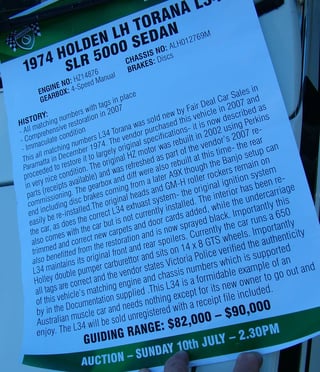 1974 HOLDEN LH TORANA L34
SLR 5000 SEDAN
ENGINE NO: HZ14876
CHASSIS NO: ALH012769M
GEARBOX: 4-Speed Manual
BRAKES: Discs
HISTORY:
- All matching numbers with tags in place
- Comprehensive restoration in 2007
- Immaculate condition
This all matching numbers L34 Torana was sold new by Fair Deal Car Sales in
Parramatta in December 1974. The vendor purchased this vehicle in 2007 and
proceeded to restore it to largely original specifications- it is now described as
in very nice condition. The original HZ motor was rebuilt in 2002 using Perkins
parts (receipts available) and was refreshed as part of the vendor's 2007 re-
commissioning. The gearbox and diff were also rebuilt at this time- the rear
end including disc brakes coming from a later A9X though the Banjo setup can
easily be re-installed. The original heads and GM-H roller rockers remain on
the car, as does the correct L34 exhaust system- the original ignition system
also comes with the car but is not currently installed. The interior has been re-
trimmed and correct new carpets and door cards added, while the undercarriage
also benefited from the restoration and is now sprayed black. Importantly this
L34 maintains its original front and rear spoilers. Currently the car runs a 650
Holley double pumper carburettor and sits on 14 x 8 GTS wheels. Importantly
all tags are correct and the vendor states Victoria Police verified the authenticity
of this vehicle's matching engine and chassis numbers which is supported
by in the Documentation supplied. This L34 is a formidable example of an
Australian muscle car and needs nothing except for its new owner to go out and
enjoy. The L34 will be sold unregistered with a receipt file included.
GUIDING RANGE: $82,000 – $90,000
AUCTION – SUNDAY 10th JULY – 2.30PM